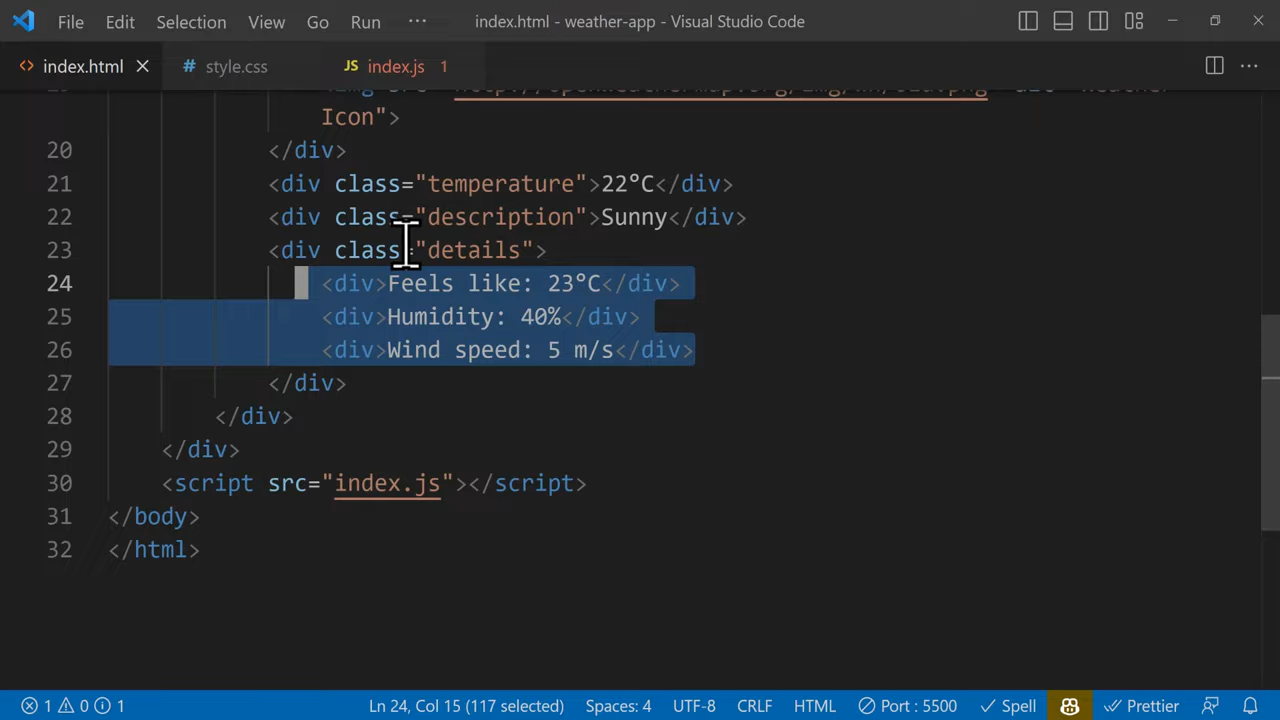 File Edit Selection View Go Run ··· index.html - weather-app - Visual Studio Code
<> index.html # style.css JS index.js 1
Icon">
20 </div>
21 <div class="temperature">22°C</div>
22 <div class="description">Sunny</div>
23 <div class="details">
24 <div>Feels like: 23°C</div>
25 <div>Humidity: 40%</div>
26 <div>Wind speed: 5 m/s</div>
27 </div>
28 </div>
29 </div>
30 <script src="index.js"></script>
31 </body>
32 </html>
1 0 1 Ln 24, Col 15 (117 selected) Spaces: 4 UTF-8 CRLF HTML Port : 5500 Spell Prettier